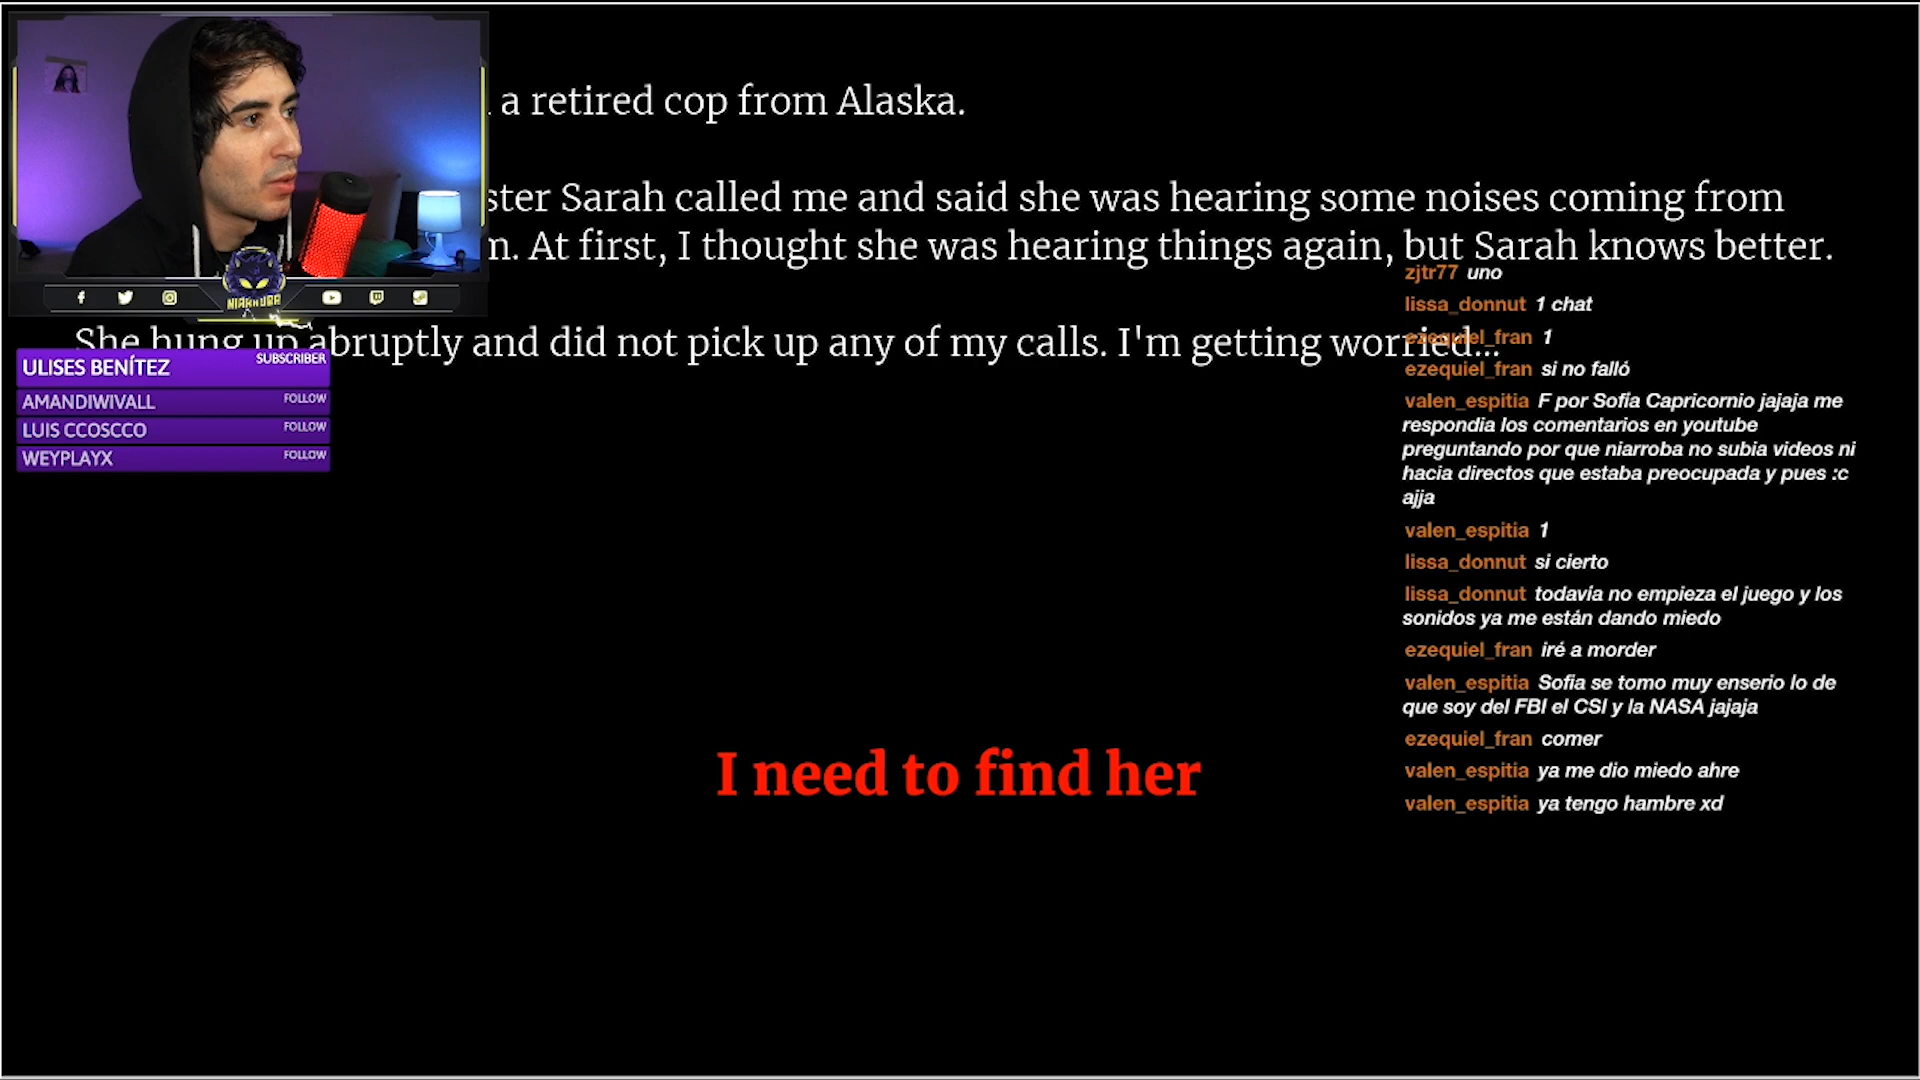 a retired cop from Alaska.
ster Sarah called me and said she was hearing some noises coming from
m. At first, I thought she was hearing things again, but Sarah knows better.
She hung up abruptly and did not pick up any of my calls. I'm getting worried...
NIARROBA
ULISES BENÍTEZ SUBSCRIBER
AMANDIWIVALL FOLLOW
LUIS CCOSCCO FOLLOW
WEYPLAYX FOLLOW
I need to find her
zjtr77 uno
lissa_donnut 1 chat
ezequiel_fran 1
ezequiel_fran si no falló
valen_espitia F por Sofia Capricornio jajaja me
respondia los comentarios en youtube
preguntando por que niarroba no subia videos ni
hacia directos que estaba preocupada y pues :c
ajja
valen_espitia 1
lissa_donnut si cierto
lissa_donnut todavía no empieza el juego y los
sonidos ya me están dando miedo
ezequiel_fran iré a morder
valen_espitia Sofia se tomo muy enserio lo de
que soy del FBI el CSI y la NASA jajaja
ezequiel_fran comer
valen_espitia ya me dio miedo ahre
valen_espitia ya tengo hambre xd